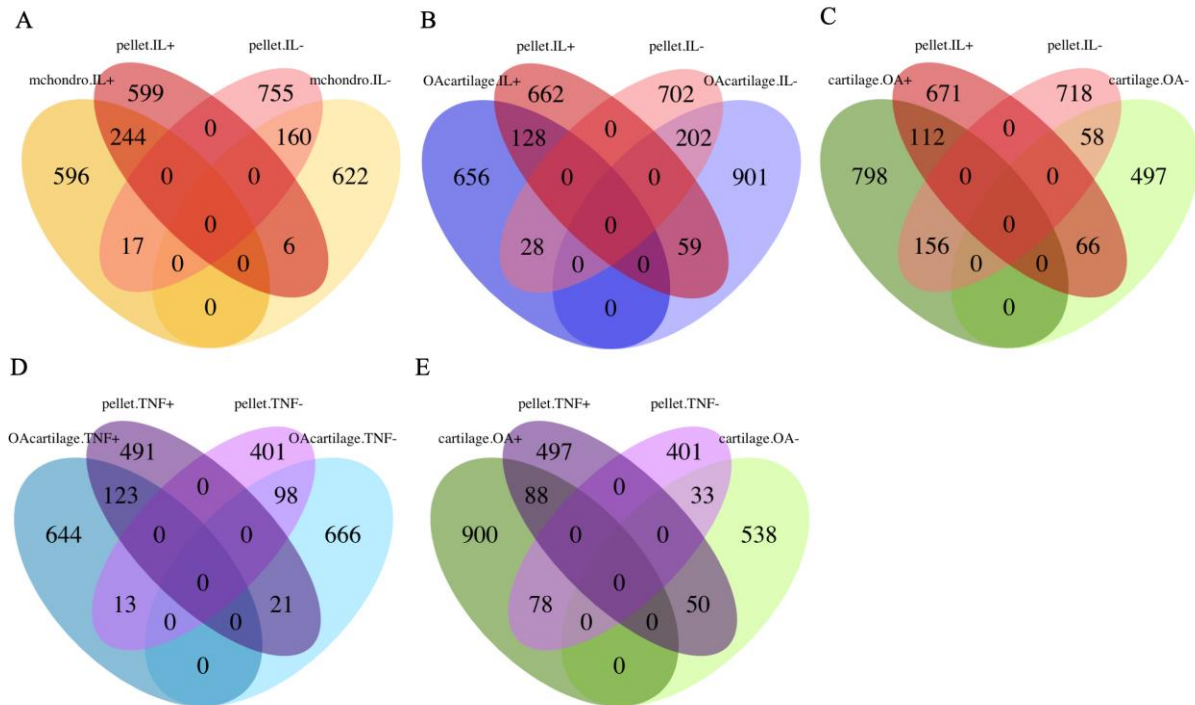 A
pellet.IL+ pellet.IL-
mchondro.IL+ mchondro.IL-
599 755
0
244 160
596 0 0 622
0
17 6
0 0
0
B
pellet.IL+ pellet.IL-
OAcartilage.IL+ OAcartilage.IL-
662 702
0
128 202
656 0 0 901
0
28 59
0 0
0
C
pellet.IL+ pellet.IL-
cartilage.OA+ cartilage.OA-
671 718
0
112 58
798 0 0 497
0
156 66
0 0
0
D
pellet.TNF+ pellet.TNF-
OAcartilage.TNF+ OAcartilage.TNF-
491 401
0
123 98
644 0 0 666
0
13 21
0 0
0
E
pellet.TNF+ pellet.TNF-
cartilage.OA+ cartilage.OA-
497 401
0
88 33
900 0 0 538
0
78 50
0 0
0